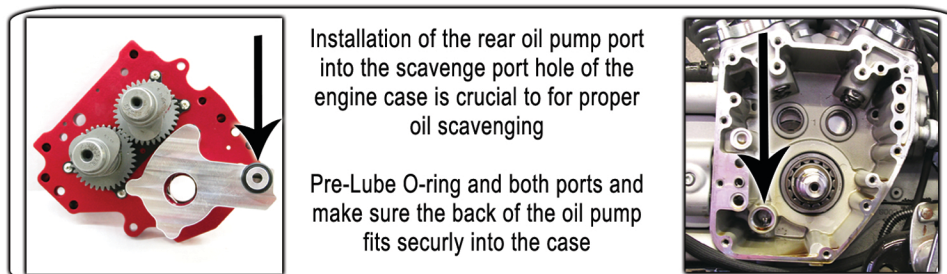 Installation of the rear oil pump port
into the scavenge port hole of the
engine case is crucial to for proper
oil scavenging
Pre-Lube O-ring and both ports and
make sure the back of the oil pump
fits securly into the case